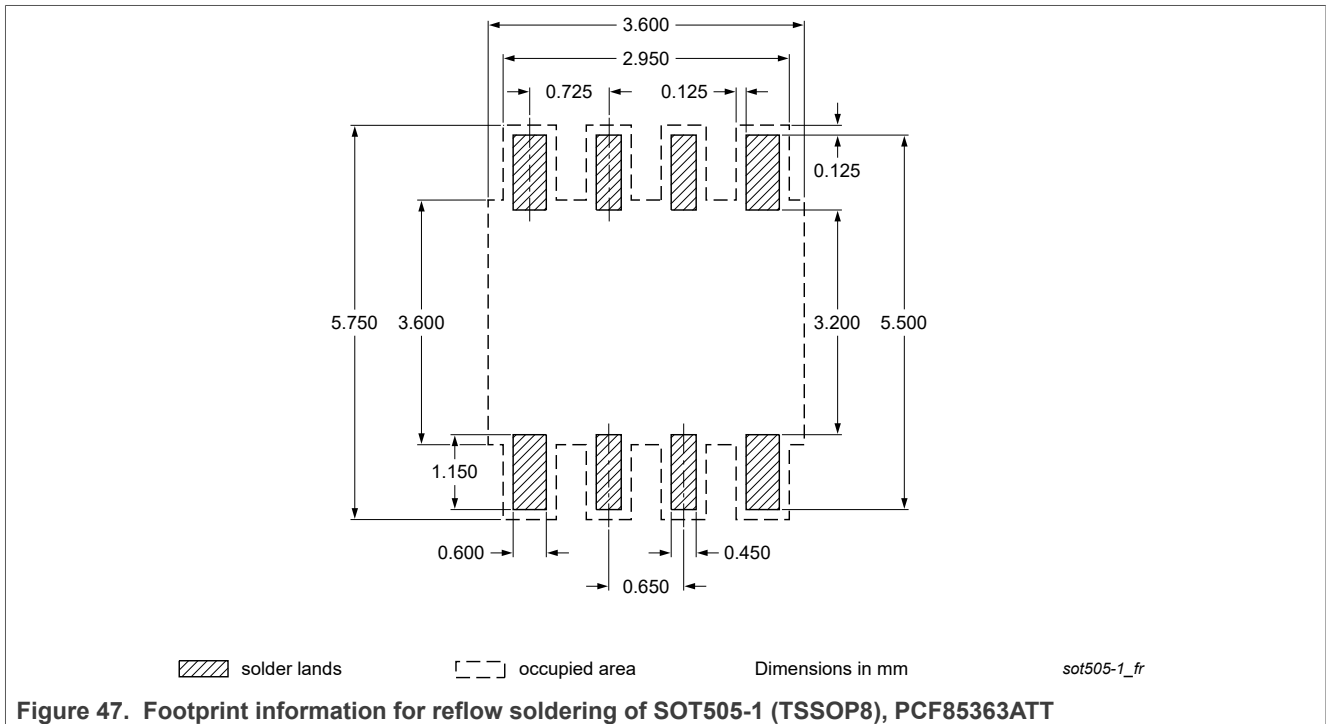 3.600
2.950
0.725 0.125
0.125
5.750 3.600 3.200 5.500
1.150
0.600 0.450
0.650
solder lands occupied area Dimensions in mm sot505-1_fr
Figure 47. Footprint information for reflow soldering of SOT505-1 (TSSOP8), PCF85363ATT